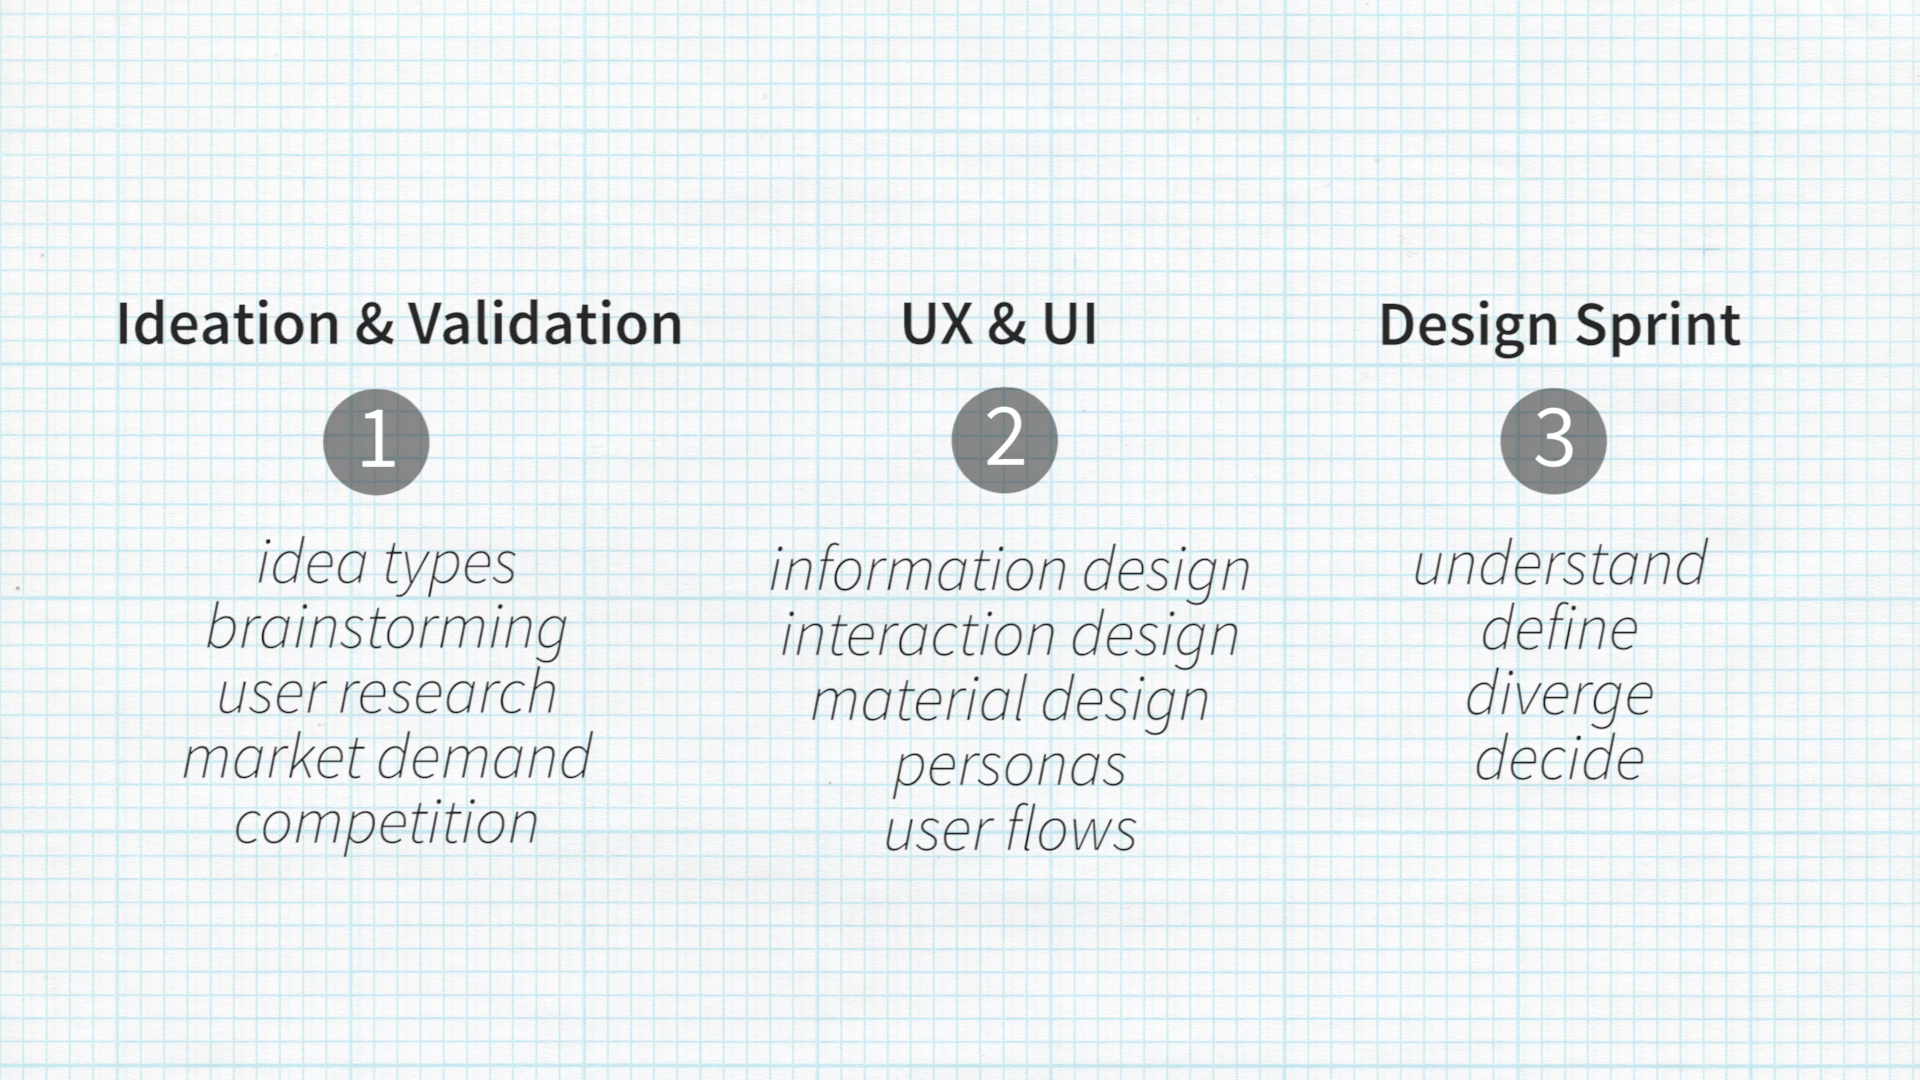 Ideation & Validation
1
idea types
brainstorming
user research
market demand
competition
UX & UI
2
information design
interaction design
material design
personas
user flows
Design Sprint
3
understand
define
diverge
decide